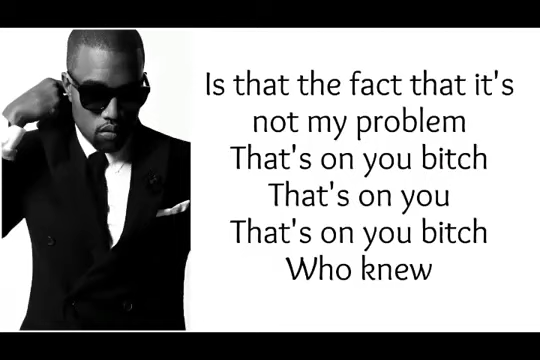 Is that the fact that it's
not my problem
That's on you bitch
That's on you
That's on you bitch
Who knew